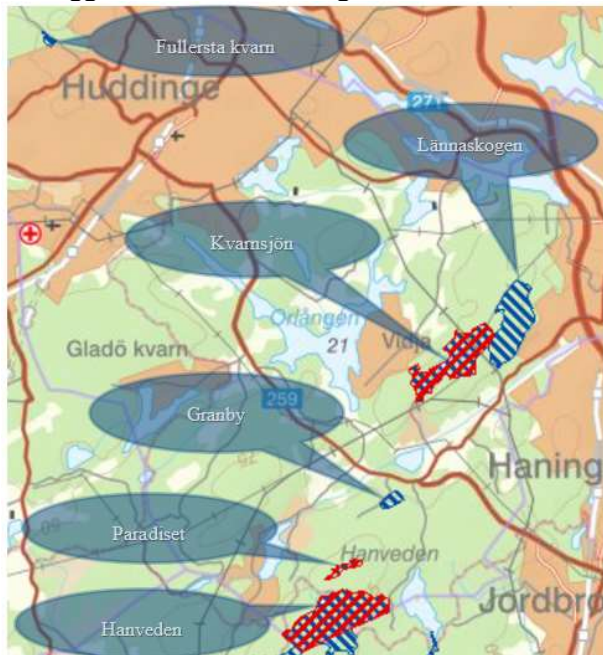 Fullersta kvarn
Huddinge
271
Lännaskogen
Kvarnsjön
Orlången
21
Vidja
Gladö kvarn
259
Granby
Haning
Paradiset
Hanveden
Jordbro
Hanveden